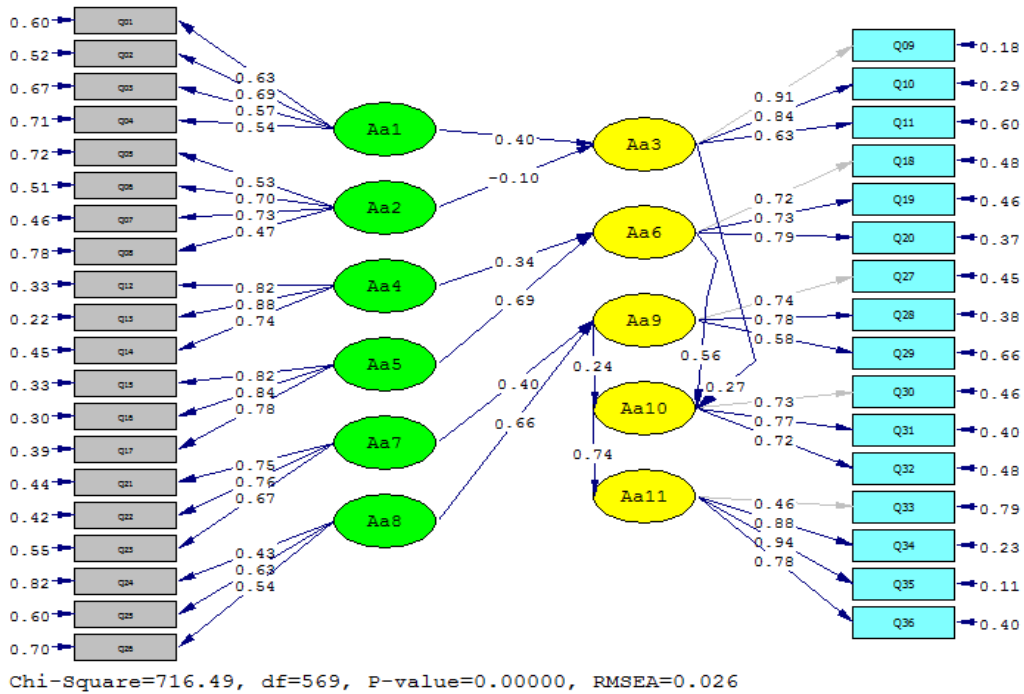 0.60 Q01
0.52 Q02
0.67 Q03
0.71 Q04
0.72 Q05
0.51 Q06
0.46 Q07
0.78 Q08
0.33 Q12
0.22 Q13
0.45 Q14
0.33 Q15
0.30 Q16
0.39 Q17
0.44 Q21
0.42 Q22
0.55 Q23
0.82 Q24
0.60 Q25
0.70 Q26
0.63
0.69
0.57
0.54
0.53
0.70
0.73
0.47
0.82
0.88
0.74
0.82
0.84
0.78
0.75
0.76
0.67
0.43
0.63
0.54
Aa1
Aa2
Aa4
Aa5
Aa7
Aa8
0.40
-0.10
0.34
0.69
0.40
0.66
Aa3
Aa6
Aa9
0.24
0.56
0.27
Aa10
0.74
Aa11
0.91
0.84
0.63
0.72
0.73
0.79
0.74
0.78
0.58
0.73
0.77
0.72
0.46
0.88
0.94
0.78
Q09 0.18
Q10 0.29
Q11 0.60
Q18 0.48
Q19 0.46
Q20 0.37
Q27 0.45
Q28 0.38
Q29 0.66
Q30 0.46
Q31 0.40
Q32 0.48
Q33 0.79
Q34 0.23
Q35 0.11
Q36 0.40
Chi-Square=716.49, df=569, P-value=0.00000, RMSEA=0.026